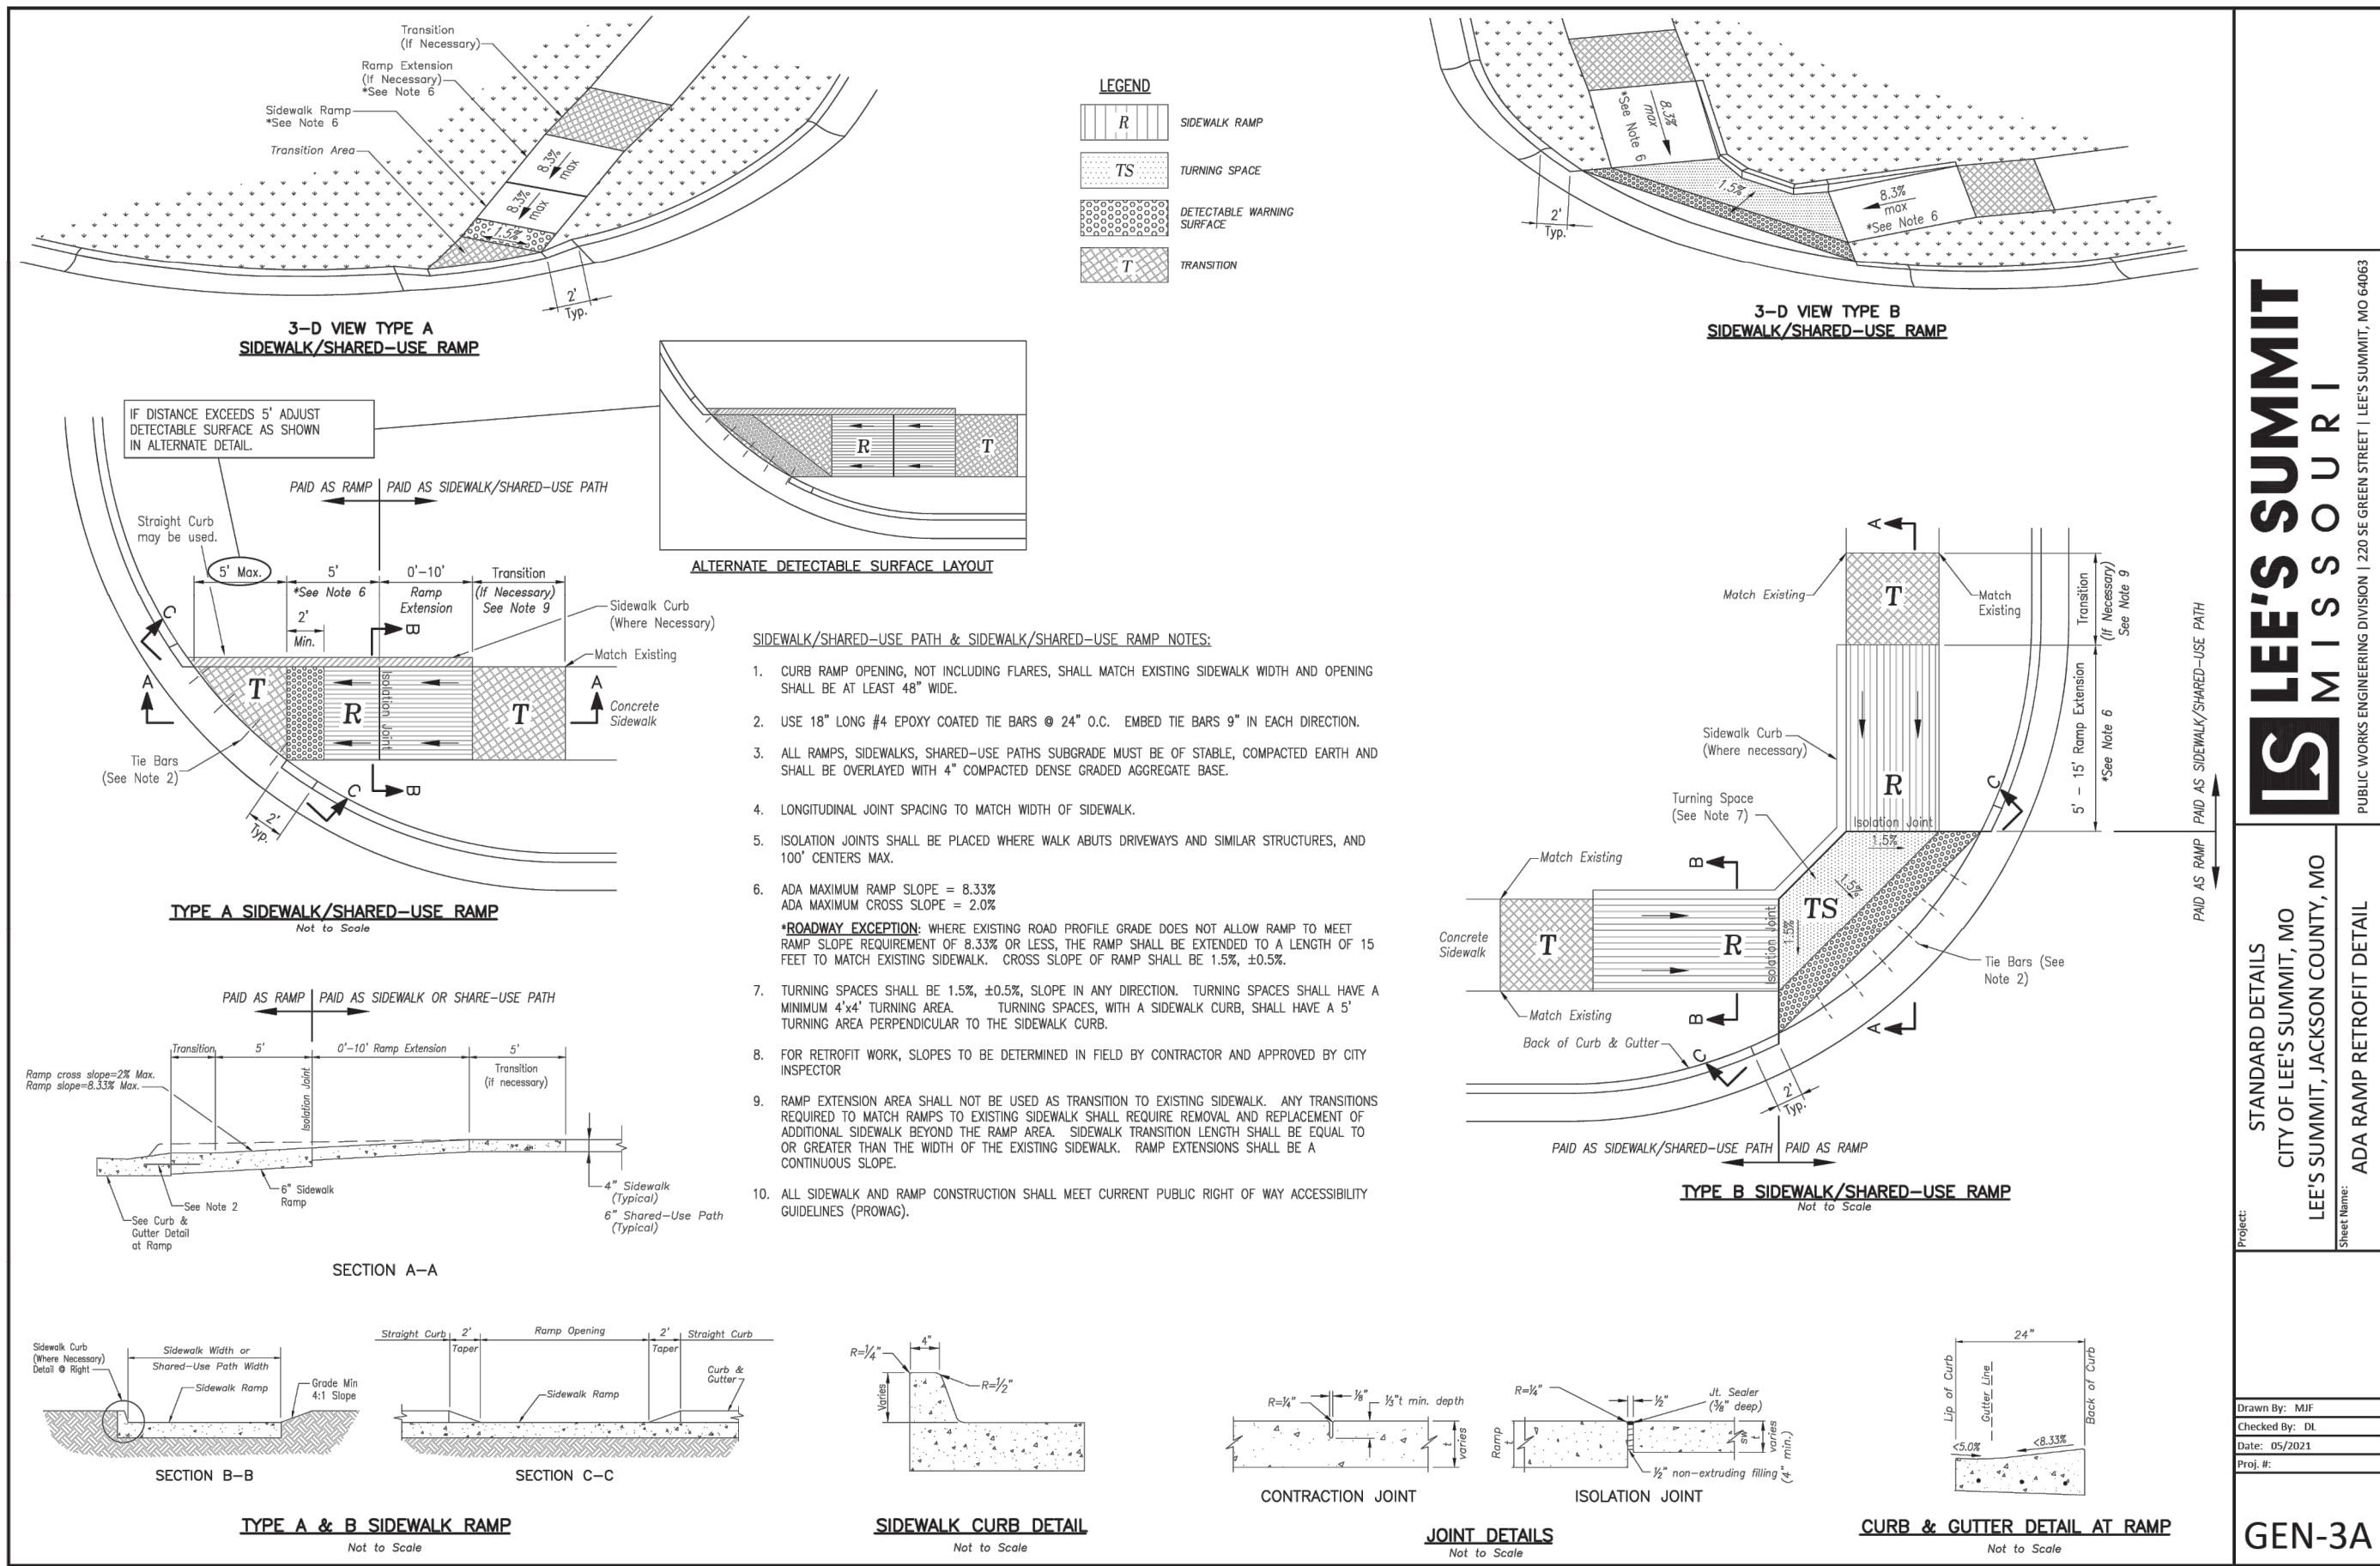 Transition
(If Necessary)
Ramp Extension
(If Necessary)
*See Note 6
Sidewalk Ramp
*See Note 6
Transition Area
8.3%
max
8.3%
max
1.5%
2'
Typ.
3-D VIEW TYPE A
SIDEWALK/SHARED-USE RAMP
LEGEND
R
SIDEWALK RAMP
TS
TURNING SPACE
DETECTABLE WARNING
SURFACE
T
TRANSITION
*See Note 6
8.3%
max
1.5%
8.3%
max
*See Note 6
2'
Typ.
3-D VIEW TYPE B
SIDEWALK/SHARED-USE RAMP
IF DISTANCE EXCEEDS 5' ADJUST
DETECTABLE SURFACE AS SHOWN
IN ALTERNATE DETAIL.
R
T
ALTERNATE DETECTABLE SURFACE LAYOUT
PAID AS RAMP
PAID AS SIDEWALK/SHARED-USE PATH
Straight Curb
may be used.
5' Max.
5'
*See Note 6
0'-10'
Ramp
Extension
Transition
(If Necessary)
See Note 9
2'
Min.
Sidewalk Curb
(Where Necessary)
Match Existing
Concrete
Sidewalk
C
B
A
T
R
Isolation Joint
T
A
Tie Bars
(See Note 2)
C
B
2'
Typ.
TYPE A SIDEWALK/SHARED-USE RAMP
Not to Scale
PAID AS RAMP
PAID AS SIDEWALK OR SHARE-USE PATH
Transition
5'
0'-10' Ramp Extension
5'
Transition
(if necessary)
Ramp cross slope=2% Max.
Ramp slope=8.33% Max.
Isolation Joint
See Note 2
6" Sidewalk
Ramp
See Curb &
Gutter Detail
at Ramp
4" Sidewalk
(Typical)
6" Shared-Use Path
(Typical)
SECTION A-A
SIDEWALK/SHARED-USE PATH & SIDEWALK/SHARED-USE RAMP NOTES:
1. CURB RAMP OPENING, NOT INCLUDING FLARES, SHALL MATCH EXISTING SIDEWALK WIDTH AND OPENING
SHALL BE AT LEAST 48" WIDE.
2. USE 18" LONG #4 EPOXY COATED TIE BARS @ 24" O.C. EMBED TIE BARS 9" IN EACH DIRECTION.
3. ALL RAMPS, SIDEWALKS, SHARED-USE PATHS SUBGRADE MUST BE OF STABLE, COMPACTED EARTH AND
SHALL BE OVERLAYED WITH 4" COMPACTED DENSE GRADED AGGREGATE BASE.
4. LONGITUDINAL JOINT SPACING TO MATCH WIDTH OF SIDEWALK.
5. ISOLATION JOINTS SHALL BE PLACED WHERE WALK ABUTS DRIVEWAYS AND SIMILAR STRUCTURES, AND
100' CENTERS MAX.
6. ADA MAXIMUM RAMP SLOPE = 8.33%
ADA MAXIMUM CROSS SLOPE = 2.0%
*ROADWAY EXCEPTION: WHERE EXISTING ROAD PROFILE GRADE DOES NOT ALLOW RAMP TO MEET
RAMP SLOPE REQUIREMENT OF 8.33% OR LESS, THE RAMP SHALL BE EXTENDED TO A LENGTH OF 15
FEET TO MATCH EXISTING SIDEWALK. CROSS SLOPE OF RAMP SHALL BE 1.5%, ±0.5%.
7. TURNING SPACES SHALL BE 1.5%, ±0.5%, SLOPE IN ANY DIRECTION. TURNING SPACES SHALL HAVE A
MINIMUM 4'x4' TURNING AREA. TURNING SPACES, WITH A SIDEWALK CURB, SHALL HAVE A 5'
TURNING AREA PERPENDICULAR TO THE SIDEWALK CURB.
8. FOR RETROFIT WORK, SLOPES TO BE DETERMINED IN FIELD BY CONTRACTOR AND APPROVED BY CITY
INSPECTOR
9. RAMP EXTENSION AREA SHALL NOT BE USED AS TRANSITION TO EXISTING SIDEWALK. ANY TRANSITIONS
REQUIRED TO MATCH RAMPS TO EXISTING SIDEWALK SHALL REQUIRE REMOVAL AND REPLACEMENT OF
ADDITIONAL SIDEWALK BEYOND THE RAMP AREA. SIDEWALK TRANSITION LENGTH SHALL BE EQUAL TO
OR GREATER THAN THE WIDTH OF THE EXISTING SIDEWALK. RAMP EXTENSIONS SHALL BE A
CONTINUOUS SLOPE.
10. ALL SIDEWALK AND RAMP CONSTRUCTION SHALL MEET CURRENT PUBLIC RIGHT OF WAY ACCESSIBILITY
GUIDELINES (PROWAG).
A
Match Existing
T
Match
Existing
Transition
(If Necessary)
See Note 9
Sidewalk Curb
(Where necessary)
5' - 15' Ramp Extension
*See Note 6
PAID AS RAMP
PAID AS SIDEWALK/SHARED-USE PATH
R
Turning Space
(See Note 7)
Isolation Joint
1.5%
C
Match Existing
B
1.5%
TS
1.5%
Isolation Joint
Concrete
Sidewalk
T
R
Tie Bars (See
Note 2)
Match Existing
B
A
Back of Curb & Gutter
C
2'
Typ.
PAID AS SIDEWALK/SHARED-USE PATH
PAID AS RAMP
TYPE B SIDEWALK/SHARED-USE RAMP
Not to Scale
Sidewalk Curb
(Where Necessary)
Detail @ Right
Sidewalk Width or
Shared-Use Path Width
Sidewalk Ramp
Grade Min
4:1 Slope
SECTION B-B
Straight Curb
2'
Taper
Ramp Opening
2'
Taper
Straight Curb
Curb &
Gutter
Sidewalk Ramp
SECTION C-C
TYPE A & B SIDEWALK RAMP
Not to Scale
4"
R=¼"
R=1/2"
Varies
SIDEWALK CURB DETAIL
Not to Scale
R=¼"
⅛"
⅓"t min. depth
t
varies
CONTRACTION JOINT
R=¼"
½"
Jt. Sealer
(⅜" deep)
Ramp
t
sw
t
varies
(4" min.)
½" non-extruding filling
ISOLATION JOINT
JOINT DETAILS
Not to Scale
24"
Lip of Curb
Gutter Line
Back of Curb
<5.0%
<8.33%
CURB & GUTTER DETAIL AT RAMP
Not to Scale
LS LEE'S SUMMIT
MISSOURI
PUBLIC WORKS ENGINEERING DIVISION | 220 SE GREEN STREET | LEE'S SUMMIT, MO 64063
Project:
STANDARD DETAILS
CITY OF LEE'S SUMMIT, MO
LEE'S SUMMIT, JACKSON COUNTY, MO
Sheet Name:
ADA RAMP RETROFIT DETAIL
Drawn By: MJF
Checked By: DL
Date: 05/2021
Proj. #:
GEN-3A